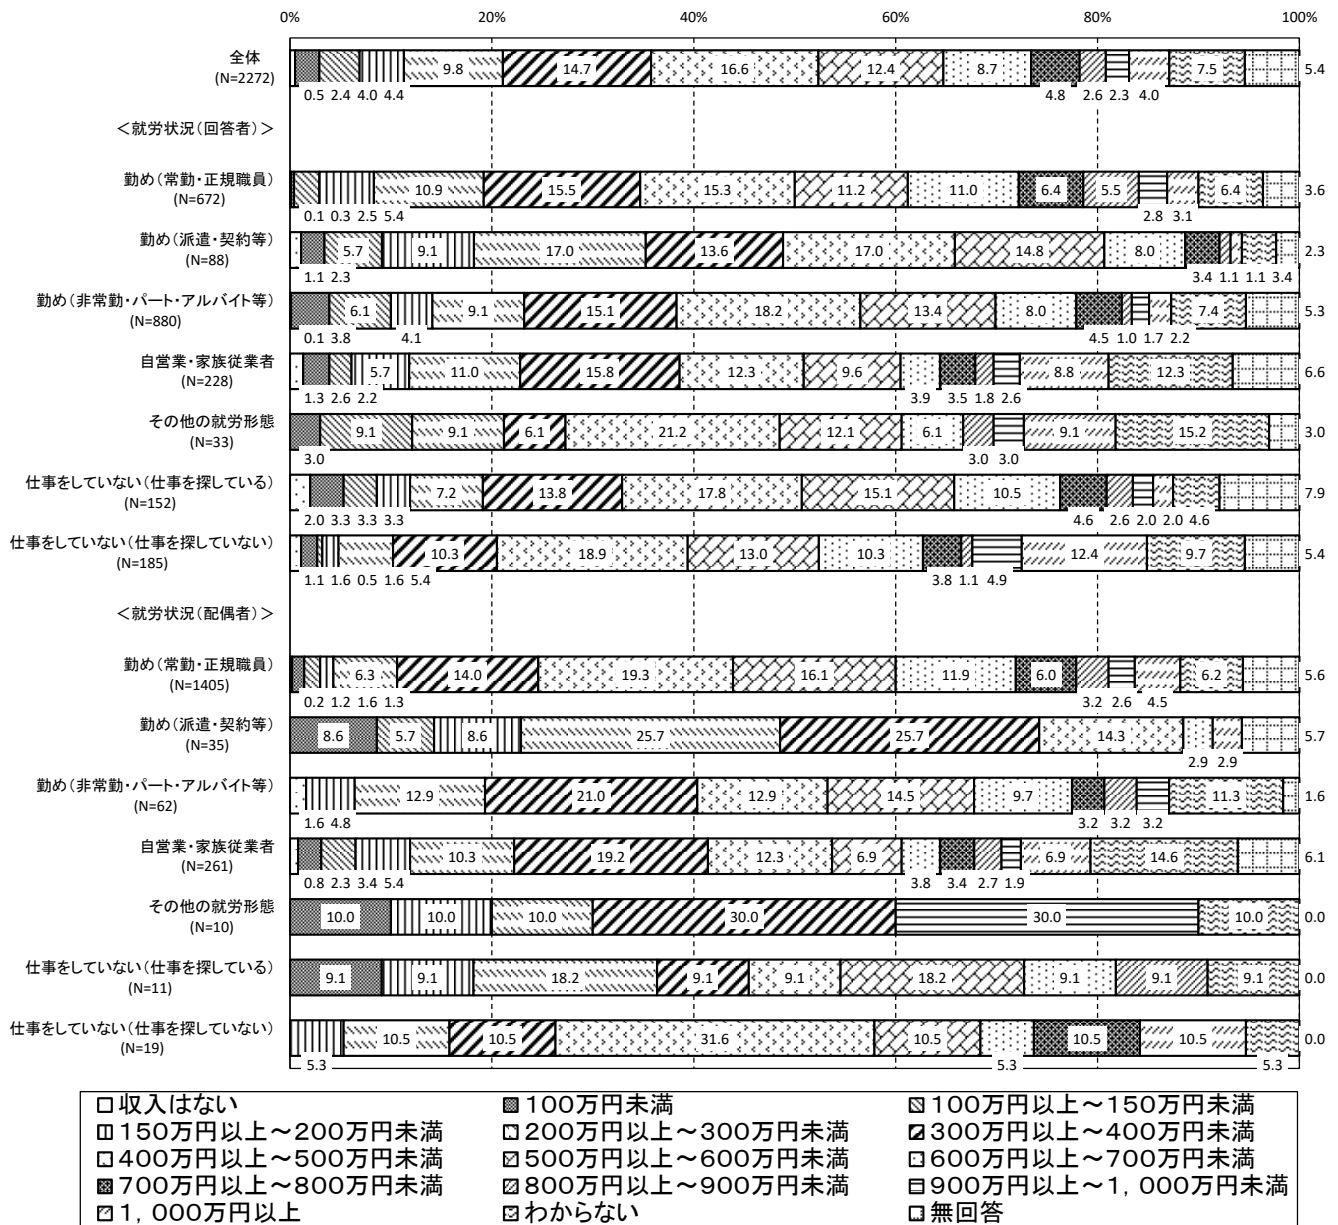 0% 20% 40% 60% 80% 100%
全体
(N=2272)
9.8 14.7 16.6 12.4 8.7 7.5 5.4
0.5 2.4 4.0 4.4 4.8 2.6 2.3 4.0
＜就労状況(回答者)＞
勤め(常勤・正規職員)
(N=672)
10.9 15.5 15.3 11.2 11.0 6.4 5.5 6.4 3.6
0.1 0.3 2.5 5.4 2.8 3.1
勤め(派遣・契約等)
(N=88)
5.7 9.1 17.0 13.6 17.0 14.8 8.0 2.3
1.1 2.3 3.4 1.1 1.1 3.4
勤め(非常勤・パート・アルバイト等)
(N=880)
6.1 9.1 15.1 18.2 13.4 8.0 7.4 5.3
0.1 3.8 4.1 4.5 1.0 1.7 2.2
自営業・家族従業者
(N=228)
5.7 11.0 15.8 12.3 9.6 8.8 12.3 6.6
1.3 2.6 2.2 3.9 3.5 1.8 2.6
その他の就労形態
(N=33)
9.1 9.1 6.1 21.2 12.1 6.1 9.1 15.2 3.0
3.0 3.0 3.0
仕事をしていない(仕事を探している)
(N=152)
7.2 13.8 17.8 15.1 10.5 7.9
2.0 3.3 3.3 3.3 4.6 2.6 2.0 2.0 4.6
仕事をしていない(仕事を探していない)
(N=185)
10.3 18.9 13.0 10.3 12.4 9.7 5.4
1.1 1.6 0.5 1.6 5.4 3.8 1.1 4.9
＜就労状況(配偶者)＞
勤め(常勤・正規職員)
(N=1405)
6.3 14.0 19.3 16.1 11.9 6.0 6.2 5.6
0.2 1.2 1.6 1.3 3.2 2.6 4.5
勤め(派遣・契約等)
(N=35)
8.6 5.7 8.6 25.7 25.7 14.3 5.7
2.9 2.9
勤め(非常勤・パート・アルバイト等)
(N=62)
12.9 21.0 12.9 14.5 9.7 11.3 1.6
1.6 4.8 3.2 3.2 3.2
自営業・家族従業者
(N=261)
10.3 19.2 12.3 6.9 6.9 14.6 6.1
0.8 2.3 3.4 5.4 3.8 3.4 2.7 1.9
その他の就労形態
(N=10)
10.0 10.0 10.0 30.0 30.0 10.0 0.0
仕事をしていない(仕事を探している)
(N=11)
9.1 9.1 18.2 9.1 9.1 18.2 9.1 9.1 9.1 0.0
仕事をしていない(仕事を探していない)
(N=19)
10.5 10.5 31.6 10.5 10.5 10.5 0.0
5.3 5.3 5.3
収入はない 100万円未満 100万円以上～150万円未満
150万円以上～200万円未満 200万円以上～300万円未満 300万円以上～400万円未満
400万円以上～500万円未満 500万円以上～600万円未満 600万円以上～700万円未満
700万円以上～800万円未満 800万円以上～900万円未満 900万円以上～1，000万円未満
1，000万円以上 わからない 無回答